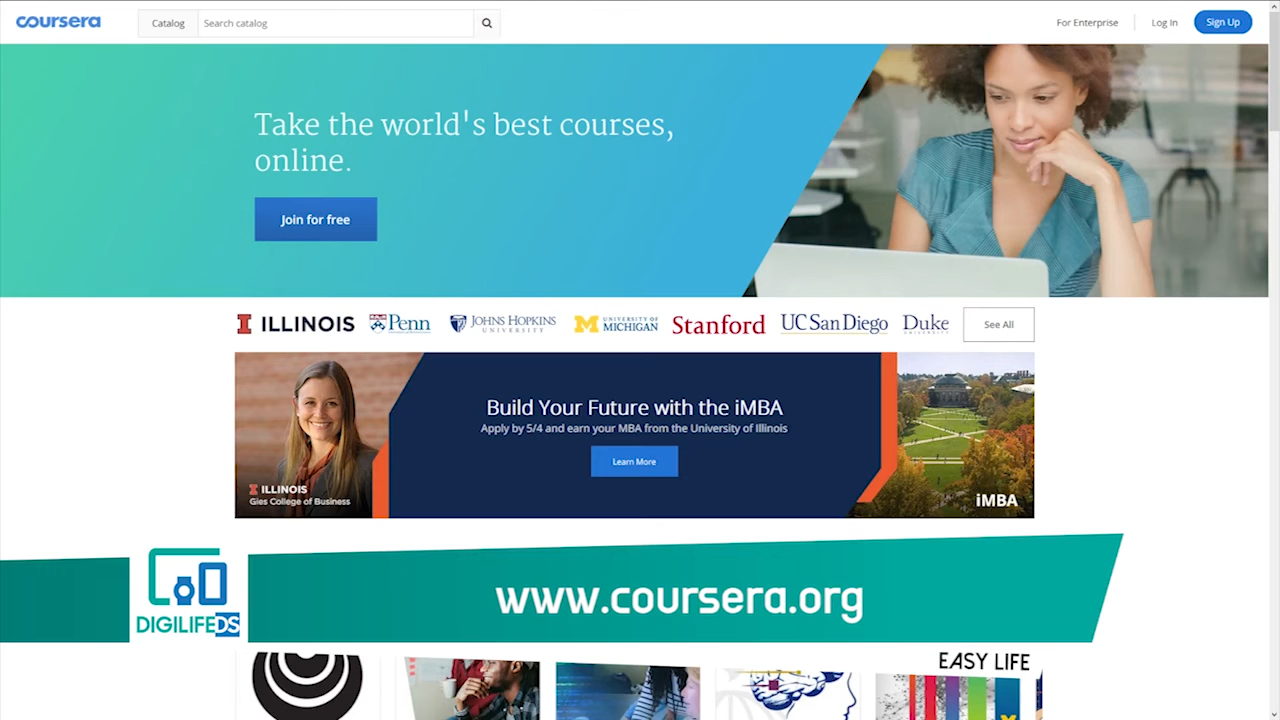 coursera
Catalog
Search catalog
For Enterprise
Log In
Sign Up
Take the world's best courses,
online.
Join for free
I ILLINOIS
Penn
JOHNS HOPKINS
UNIVERSITY
M UNIVERSITY OF
MICHIGAN
Stanford
UC San Diego
Duke
UNIVERSITY
See All
Build Your Future with the iMBA
Apply by 5/4 and earn your MBA from the University of Illinois
Learn More
I ILLINOIS
Gies College of Business
iMBA
DIGILIFEDS
www.coursera.org
EASY LIFE
M